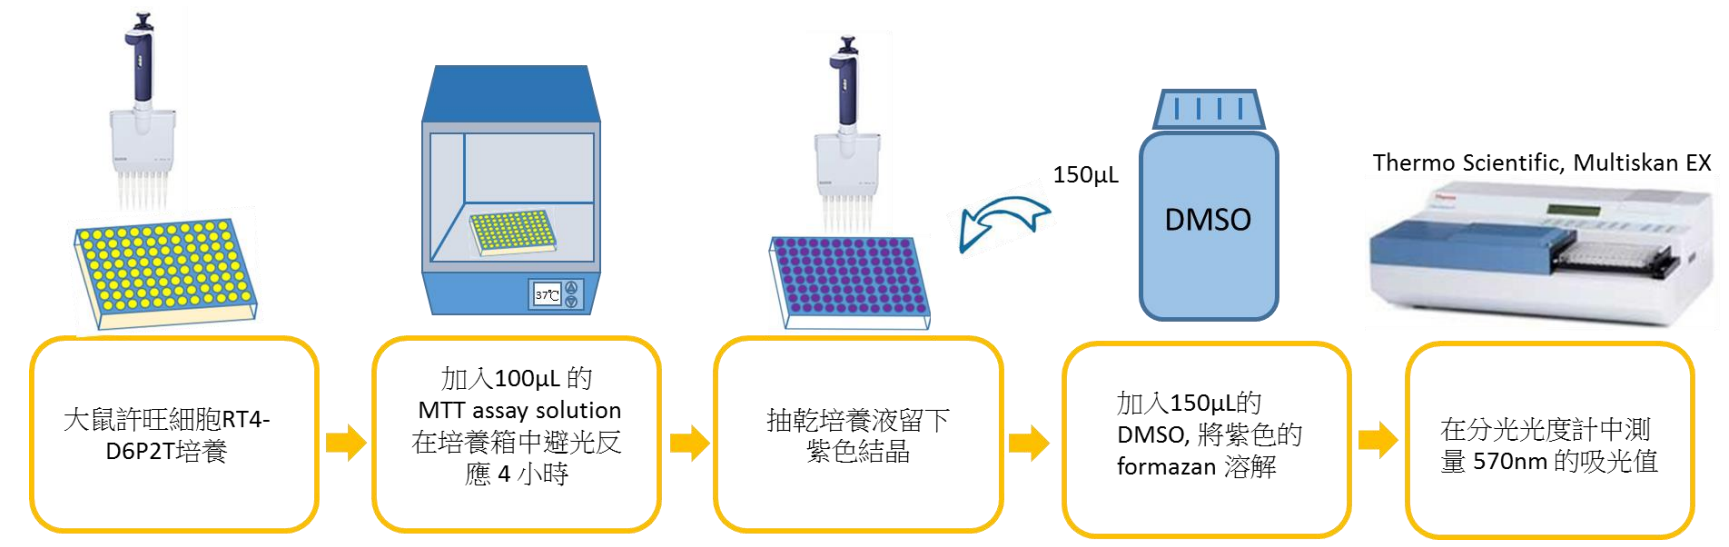 150μL
DMSO
Thermo Scientific, Multiskan EX
37℃
大鼠許旺細胞RT4-
D6P2T培養
加入100μL 的
MTT assay solution
在培養箱中避光反
應 4 小時
抽乾培養液留下
紫色結晶
加入150μL的
DMSO, 將紫色的
formazan 溶解
在分光光度計中測
量 570nm 的吸光值